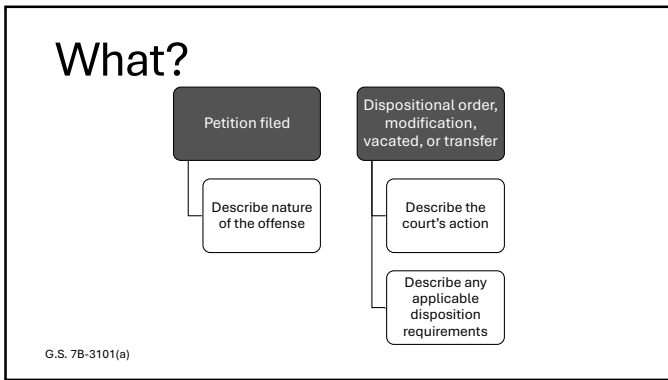 What?
Petition filed
Describe nature
of the offense
Dispositional order,
modification,
vacated, or transfer
Describe the
court's action
Describe any
applicable
disposition
requirements
G.S. 7B-3101(a)